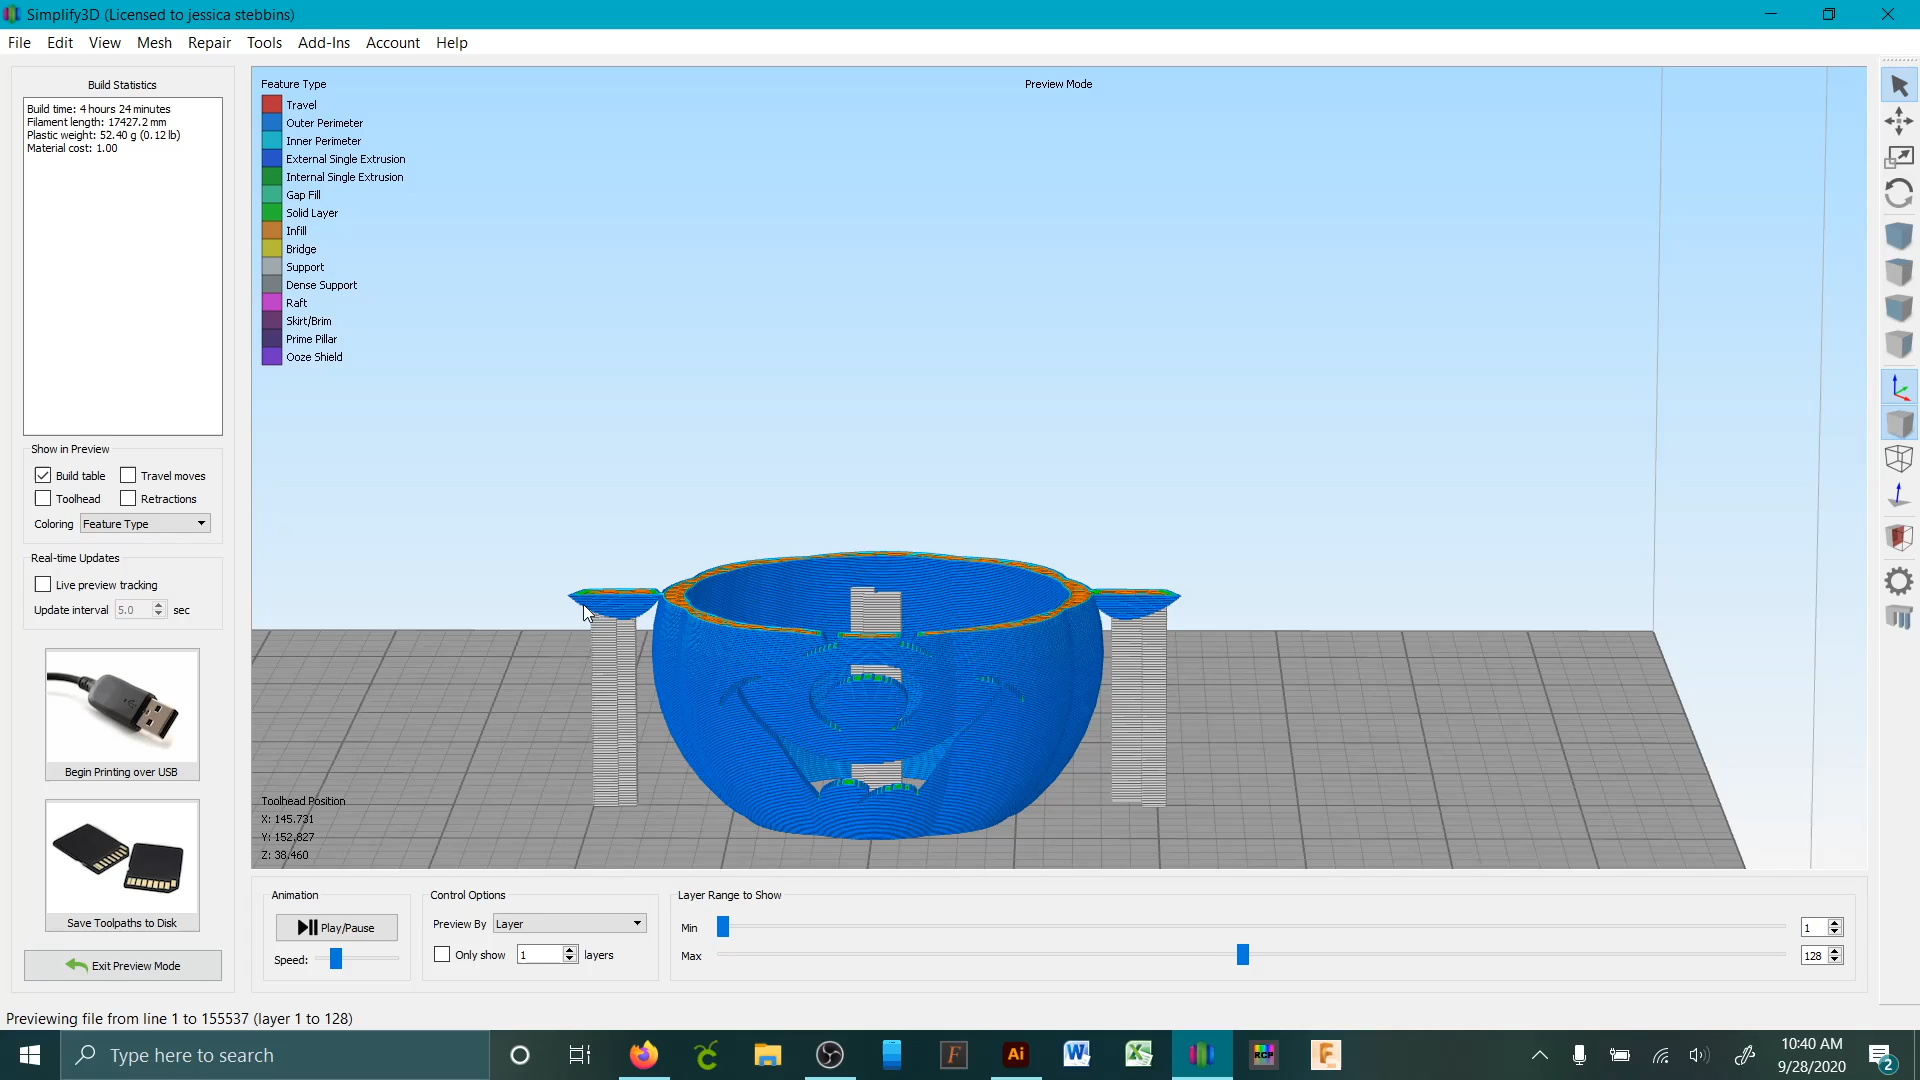 Simplify3D (Licensed to jessica stebbins)
File Edit View Mesh Repair Tools Add-Ins Account Help
Build Statistics
Build time: 4 hours 24 minutes
Filament length: 17427.2 mm
Plastic weight: 52.40 g (0.12 lb)
Material cost: 1.00
Show in Preview
Build table Travel moves
Toolhead Retractions
Coloring Feature Type
Real-time Updates
Live preview tracking
Update interval 5.0 sec
Begin Printing over USB
Save Toolpaths to Disk
Exit Preview Mode
Feature Type
Travel
Outer Perimeter
Inner Perimeter
External Single Extrusion
Internal Single Extrusion
Gap Fill
Solid Layer
Infill
Bridge
Support
Dense Support
Raft
Skirt/Brim
Prime Pillar
Ooze Shield
Preview Mode
Toolhead Position
X: 145.731
Y: 152.827
Z: 38.460
Animation
Play/Pause
Speed:
Control Options
Preview By Layer
Only show 1 layers
Layer Range to Show
Min 1
Max 128
Previewing file from line 1 to 155537 (layer 1 to 128)
Type here to search
F
Ai
W
X
RCP
F
10:40 AM
9/28/2020
2